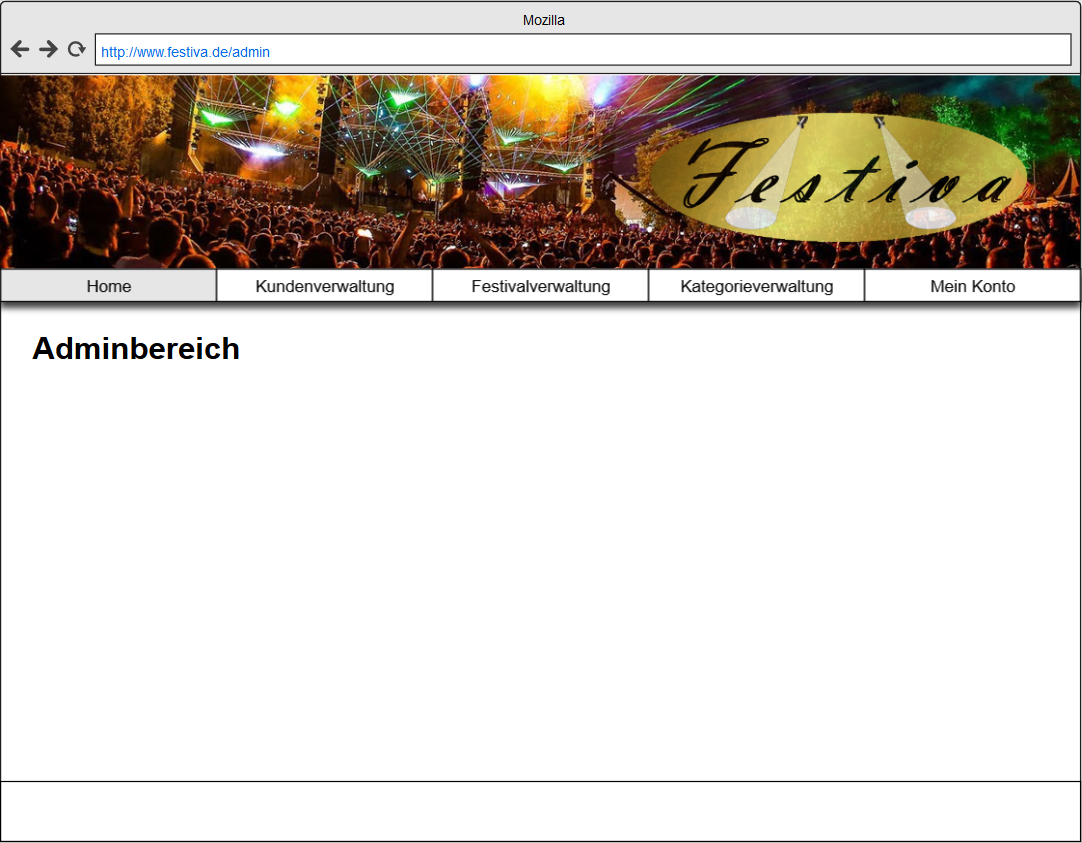 Mozilla
http://www.festiva.de/admin
Festiva
Home Kundenverwaltung Festivalverwaltung Kategorieverwaltung Mein Konto
Adminbereich